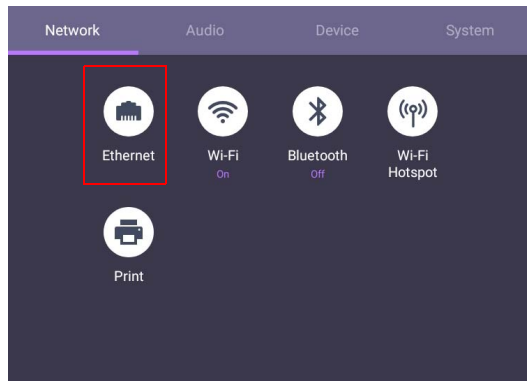 Network Audio Device System
Ethernet Wi-Fi Bluetooth Wi-Fi
On Off Hotspot
Print